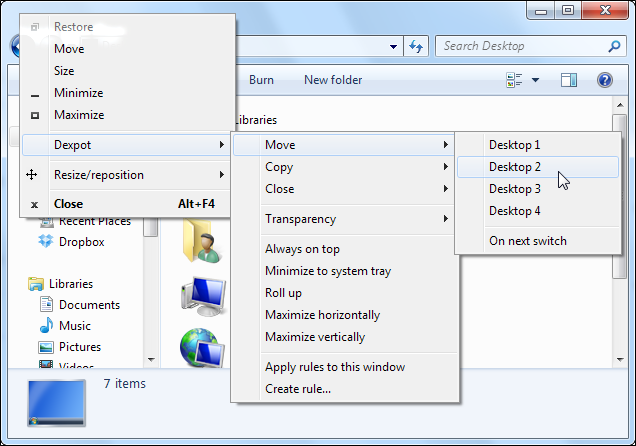 Restore
Move
Size
Minimize
Maximize
Dexpot
Resize/reposition
Close Alt+F4
Search Desktop
Burn New folder
Libraries
Move
Copy
Close
Transparency
Always on top
Minimize to system tray
Roll up
Maximize horizontally
Maximize vertically
Apply rules to this window
Create rule...
Desktop 1
Desktop 2
Desktop 3
Desktop 4
On next switch
Recent Places
Dropbox
Libraries
Documents
Music
Pictures
Videos
7 items